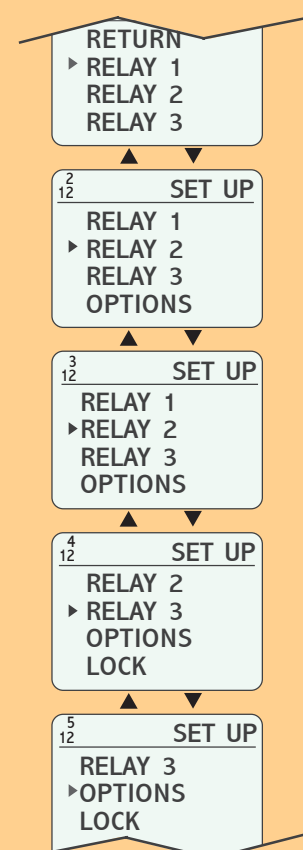 RETURN
RELAY 1
RELAY 2
RELAY 3
2
12 SET UP
RELAY 1
RELAY 2
RELAY 3
OPTIONS
3
12 SET UP
RELAY 1
RELAY 2
RELAY 3
OPTIONS
4
12 SET UP
RELAY 2
RELAY 3
OPTIONS
LOCK
5
12 SET UP
RELAY 3
OPTIONS
LOCK